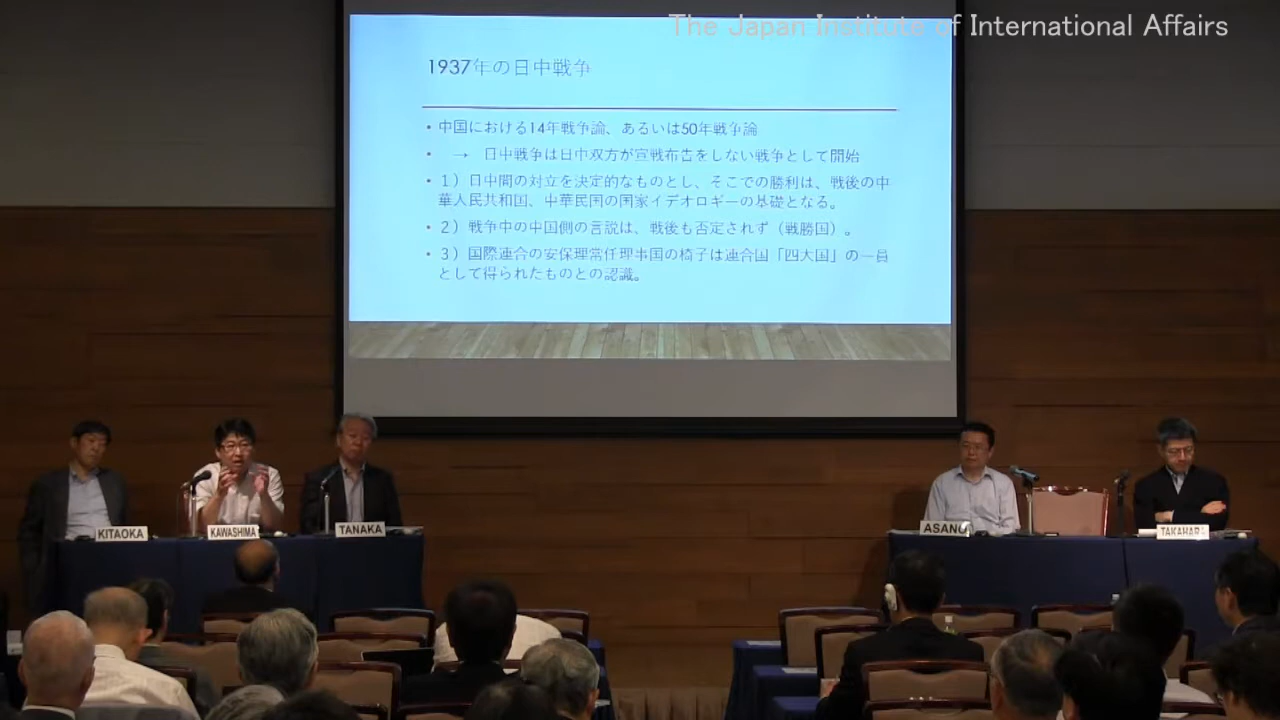 The Japan Institute of International Affairs
1937年の日中戦争
• 中国における14年戦争論、あるいは50年戦争論
• → 日中戦争は日中双方が宣戦布告をしない戦争として開始
• １）日中間の対立を決定的なものとし、そこでの勝利は、戦後の中
華人民共和国、中華民国の国家イデオロギーの基礎となる。
• ２）戦争中の中国側の言説は、戦後も否定されず（戦勝国）。
• ３）国際連合の安保理常任理事国の椅子は連合国「四大国」の一員
として得られたものとの認識。
KITAOKA
KAWASHIMA
TANAKA
ASANO
TAKAHARA